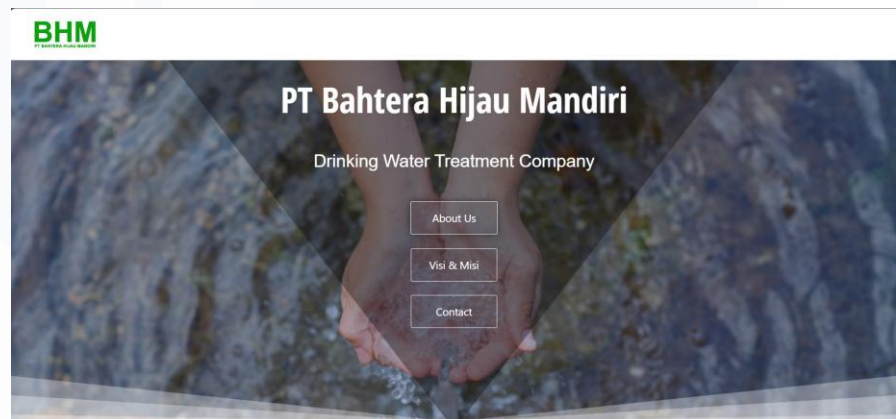 BHM
PT BAHTERA HIJAU MANDIRI
PT Bahtera Hijau Mandiri
Drinking Water Treatment Company
About Us
Visi & Misi
Contact